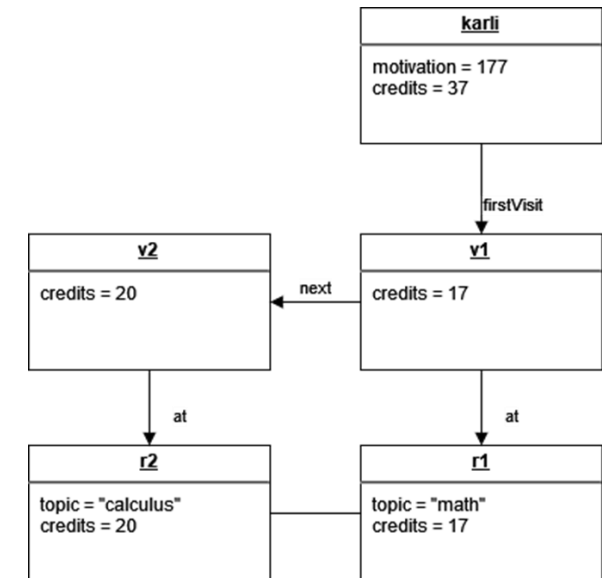 karli
motivation = 177
credits = 37
firstVisit
v2
v1
credits = 20
next
credits = 17
at
at
r2
r1
topic = "calculus"
credits = 20
topic = "math"
credits = 17